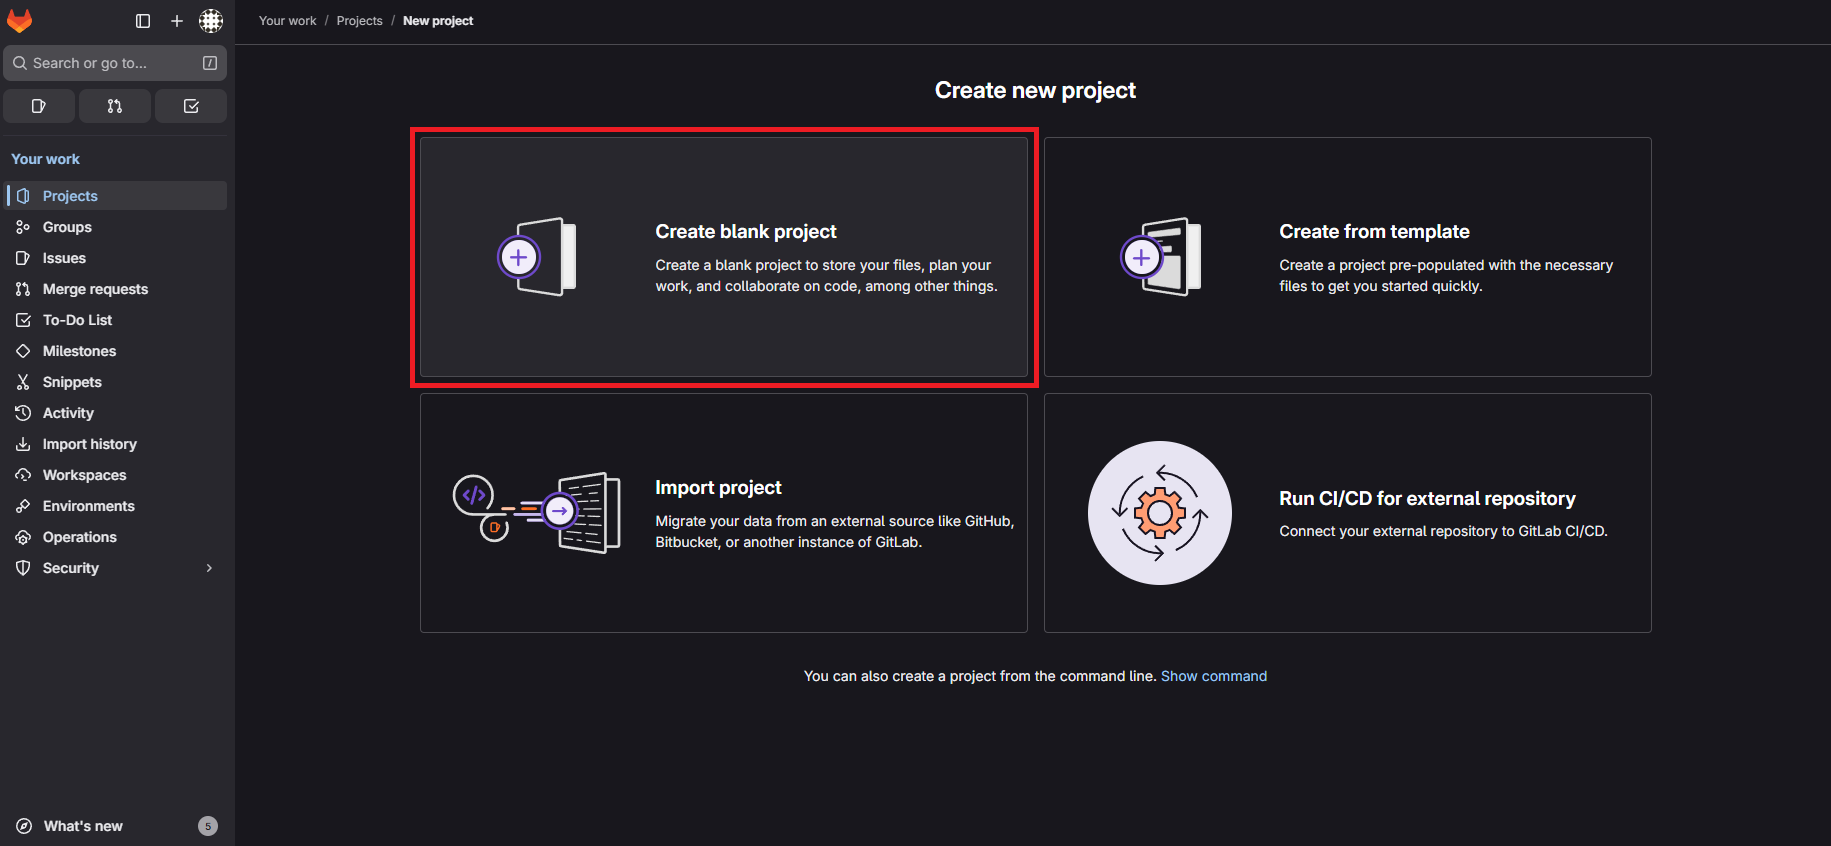 Your work / Projects / New project
Search or go to...
/
Your work
Projects
Groups
Issues
Merge requests
To-Do List
Milestones
Snippets
Activity
Import history
Workspaces
Environments
Operations
Security
What's new
5
Create new project
Create blank project
Create a blank project to store your files, plan your
work, and collaborate on code, among other things.
Create from template
Create a project pre-populated with the necessary
files to get you started quickly.
Import project
Migrate your data from an external source like GitHub,
Bitbucket, or another instance of GitLab.
Run CI/CD for external repository
Connect your external repository to GitLab CI/CD.
You can also create a project from the command line. Show command